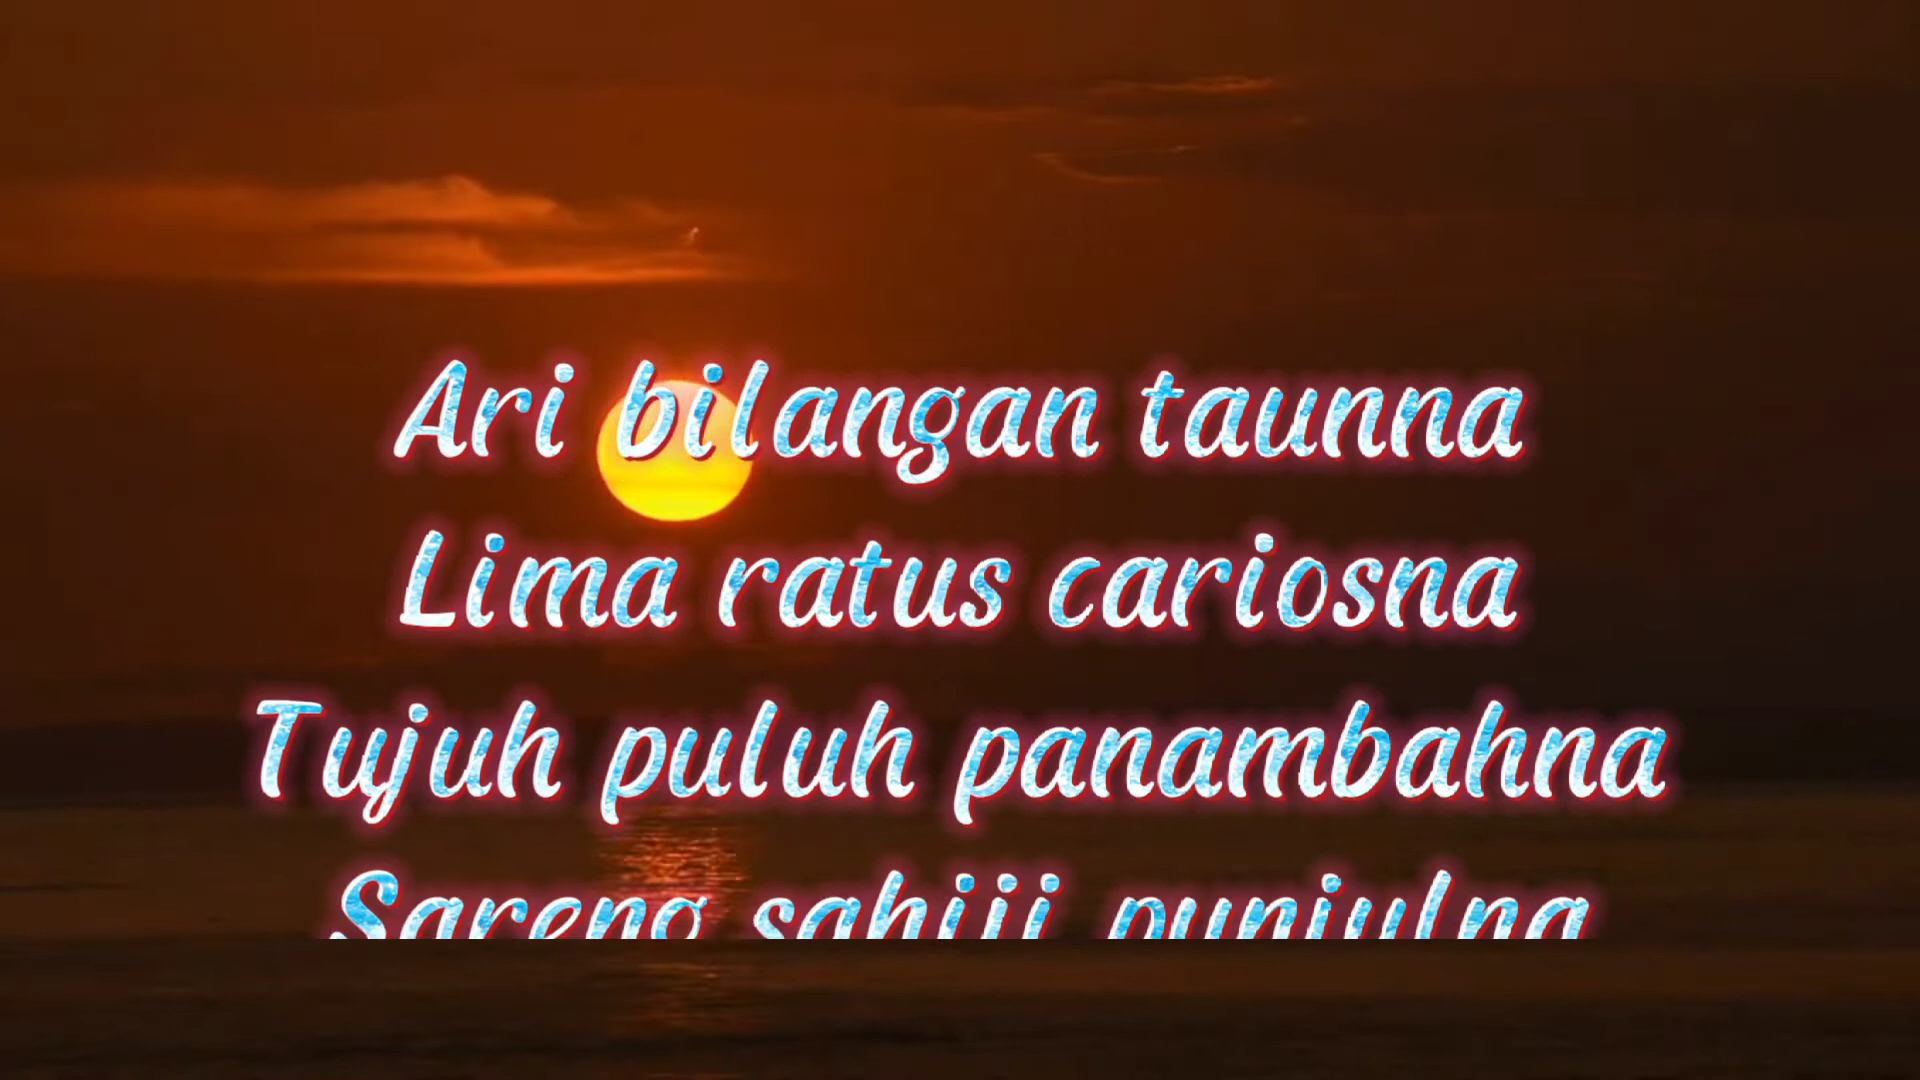 Ari bilangan taunna
Lima ratus cariosna
Tujuh puluh panambahna
Sareng sahiji punjulna